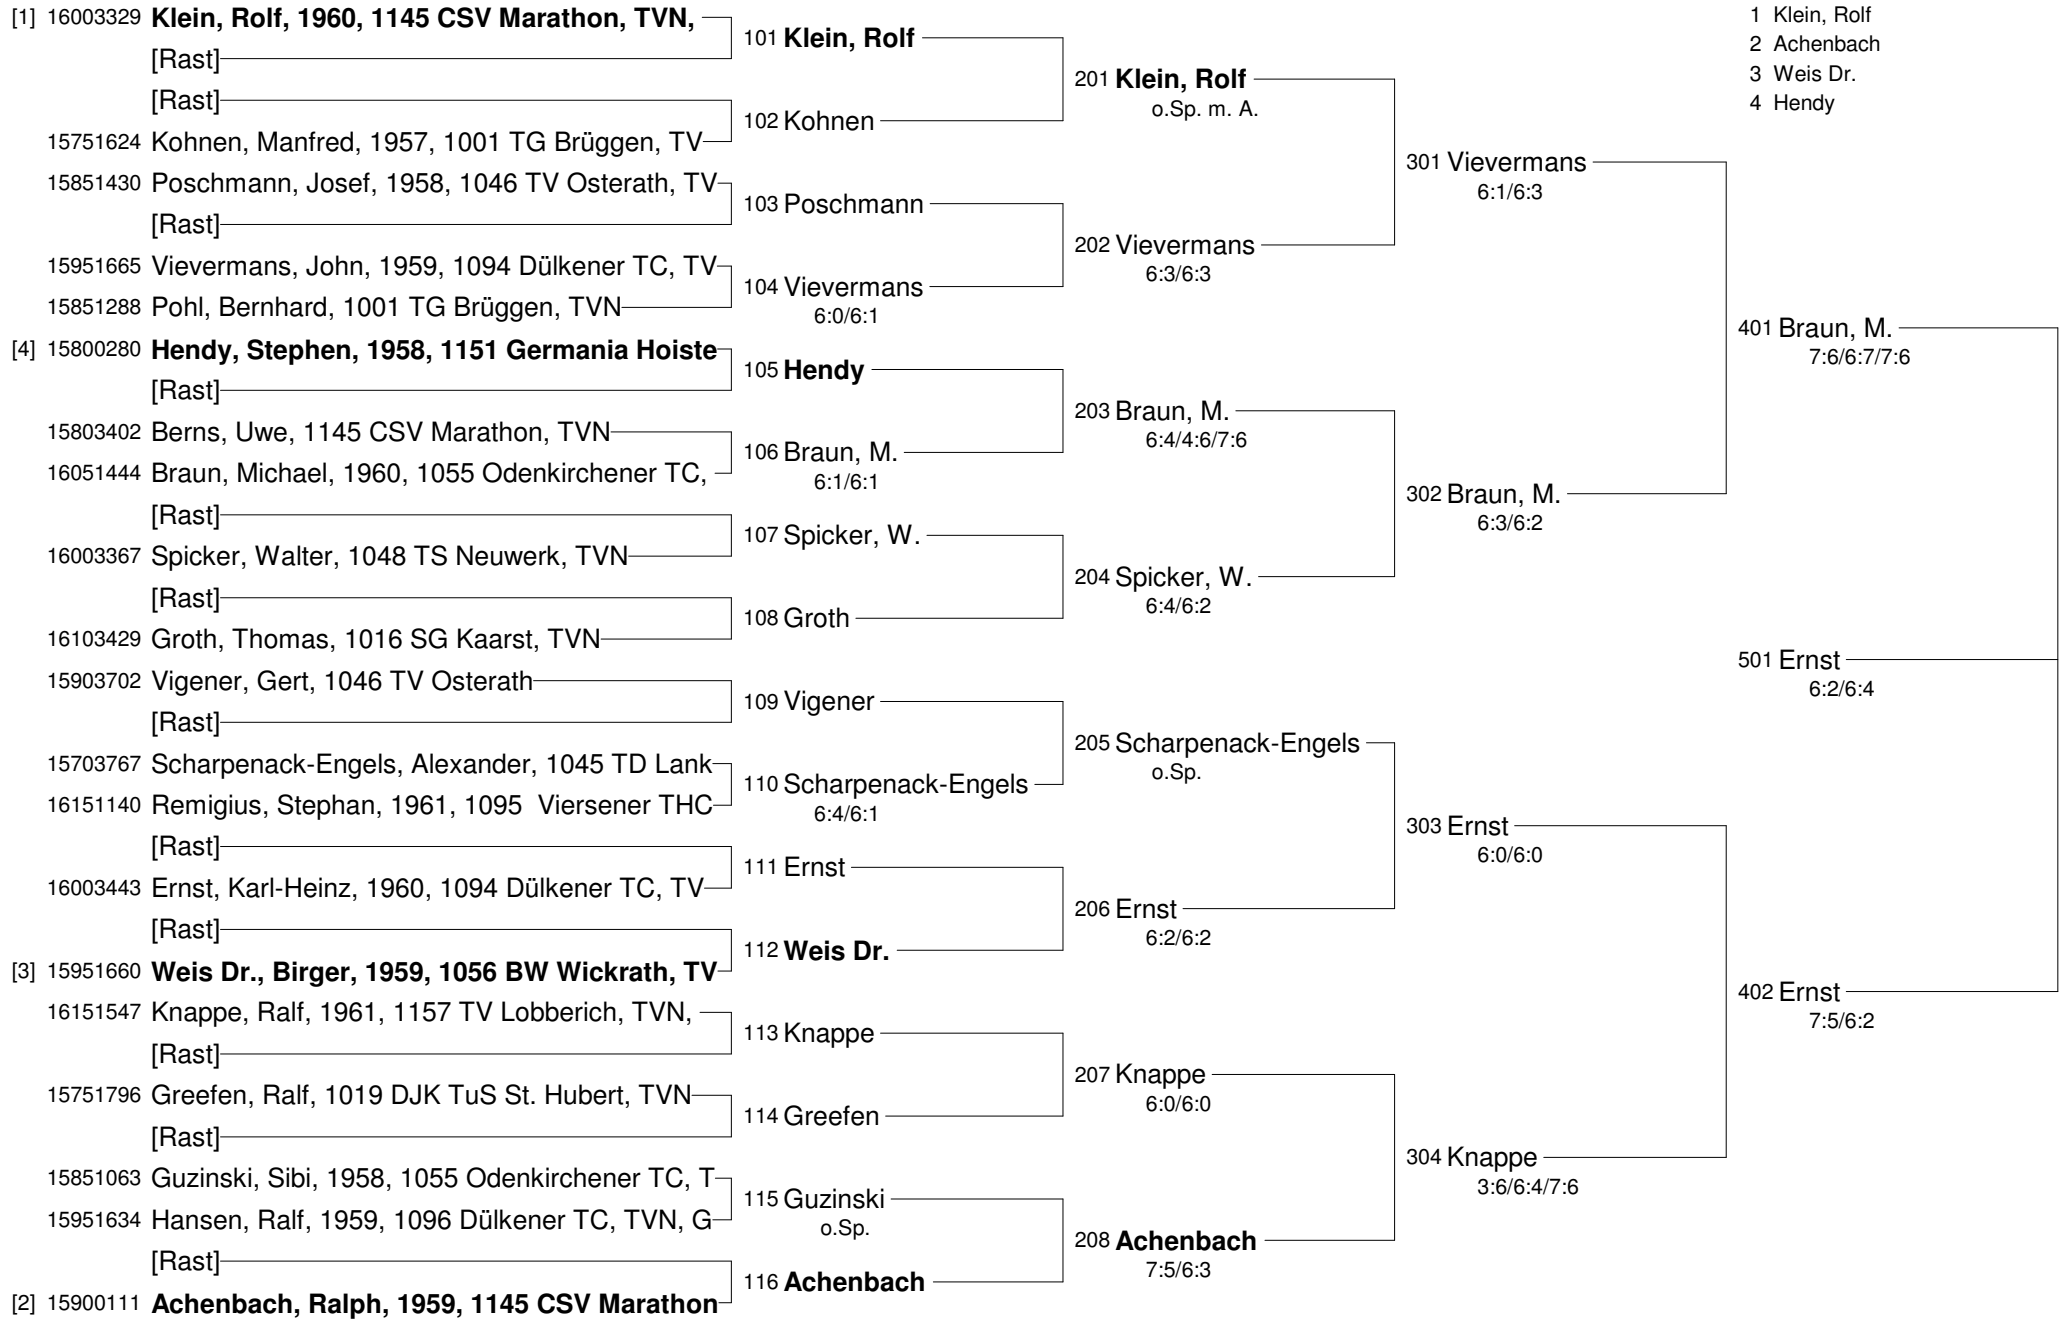 [1] 16003329 Klein, Rolf, 1960, 1145 CSV Marathon, TVN,
[Rast]
[Rast]
15751624 Kohnen, Manfred, 1957, 1001 TG Brüggen, TV
15851430 Poschmann, Josef, 1958, 1046 TV Osterath, TV
[Rast]
15951665 Vievermans, John, 1959, 1094 Dülkener TC, TV
15851288 Pohl, Bernhard, 1001 TG Brüggen, TVN
[4] 15800280 Hendy, Stephen, 1958, 1151 Germania Hoiste
[Rast]
15803402 Berns, Uwe, 1145 CSV Marathon, TVN
16051444 Braun, Michael, 1960, 1055 Odenkirchener TC,
[Rast]
16003367 Spicker, Walter, 1048 TS Neuwerk, TVN
[Rast]
16103429 Groth, Thomas, 1016 SG Kaarst, TVN
15903702 Vigener, Gert, 1046 TV Osterath
[Rast]
15703767 Scharpenack-Engels, Alexander, 1045 TD Lank
16151140 Remigius, Stephan, 1961, 1095 Viersener THC
[Rast]
16003443 Ernst, Karl-Heinz, 1960, 1094 Dülkener TC, TV
[Rast]
[3] 15951660 Weis Dr., Birger, 1959, 1056 BW Wickrath, TV
16151547 Knappe, Ralf, 1961, 1157 TV Lobberich, TVN,
[Rast]
15751796 Greefen, Ralf, 1019 DJK TuS St. Hubert, TVN
[Rast]
15851063 Guzinski, Sibi, 1958, 1055 Odenkirchener TC, T
15951634 Hansen, Ralf, 1959, 1096 Dülkener TC, TVN, G
[Rast]
[2] 15900111 Achenbach, Ralph, 1959, 1145 CSV Marathon
101 Klein, Rolf
102 Kohnen
103 Poschmann
104 Vievermans
6:0/6:1
105 Hendy
106 Braun, M.
6:1/6:1
107 Spicker, W.
108 Groth
109 Vigener
110 Scharpenack-Engels
6:4/6:1
111 Ernst
112 Weis Dr.
113 Knappe
114 Greefen
115 Guzinski
o.Sp.
116 Achenbach
201 Klein, Rolf
o.Sp. m. A.
202 Vievermans
6:3/6:3
203 Braun, M.
6:4/4:6/7:6
204 Spicker, W.
6:4/6:2
205 Scharpenack-Engels
o.Sp.
206 Ernst
6:2/6:2
207 Knappe
6:0/6:0
208 Achenbach
7:5/6:3
301 Vievermans
6:1/6:3
302 Braun, M.
6:3/6:2
303 Ernst
6:0/6:0
304 Knappe
3:6/6:4/7:6
401 Braun, M.
7:6/6:7/7:6
501 Ernst
6:2/6:4
402 Ernst
7:5/6:2
1 Klein, Rolf
2 Achenbach
3 Weis Dr.
4 Hendy